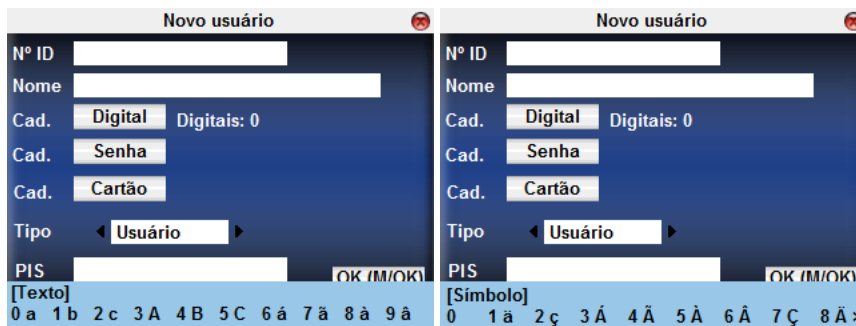 Novo usuário
Nº ID
Nome
Cad. Digital Digitais: 0
Cad. Senha
Cad. Cartão
Tipo Usuário
PIS OK (M/OK)
[Texto]
0 a 1 b 2 c 3 A 4 B 5 C 6 á 7 ã 8 à 9 â
Novo usuário
Nº ID
Nome
Cad. Digital Digitais: 0
Cad. Senha
Cad. Cartão
Tipo Usuário
PIS OK (M/OK)
[Símbolo]
0 1 ä 2 ç 3 Á 4 Ã 5 À 6 Â 7 Ç 8 Ä >